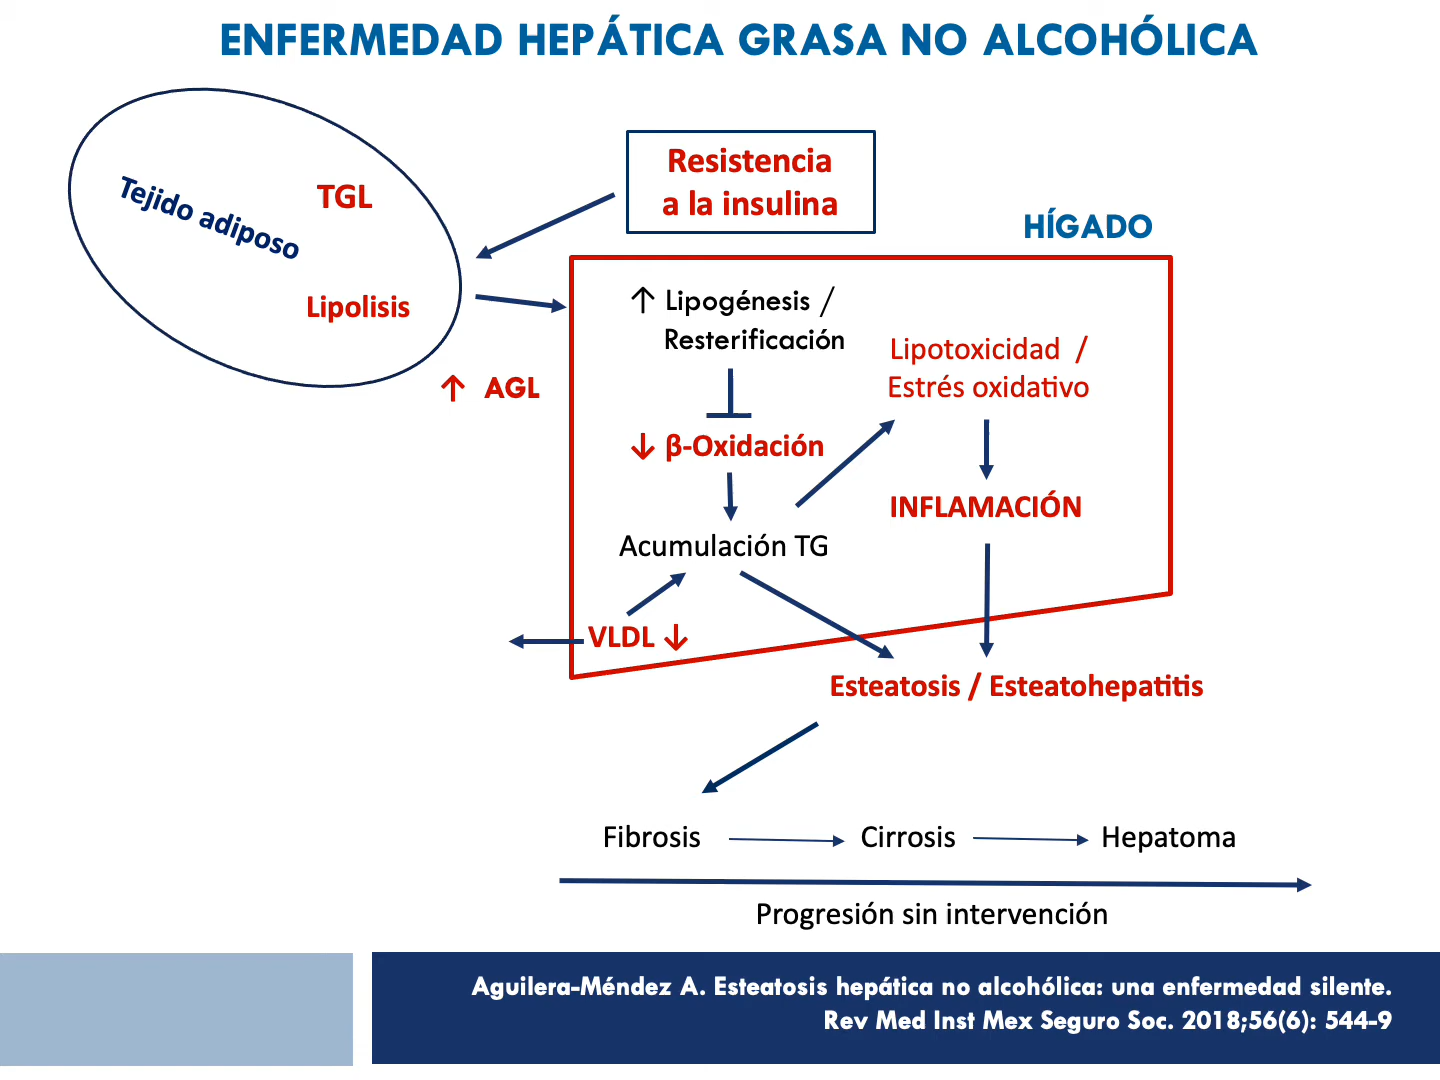 ENFERMEDAD HEPÁTICA GRASA NO ALCOHÓLICA
Tejido adiposo
TGL
Lipolisis
↑ AGL
Resistencia
a la insulina
HÍGADO
↑ Lipogénesis /
Resterificación
↓ β-Oxidación
Acumulación TG
VLDL ↓
Lipotoxicidad /
Estrés oxidativo
INFLAMACIÓN
Esteatosis / Esteatohepatitis
Fibrosis
Cirrosis
Hepatoma
Progresión sin intervención
Aguilera-Méndez A. Esteatosis hepática no alcohólica: una enfermedad silente.
Rev Med Inst Mex Seguro Soc. 2018;56(6): 544-9